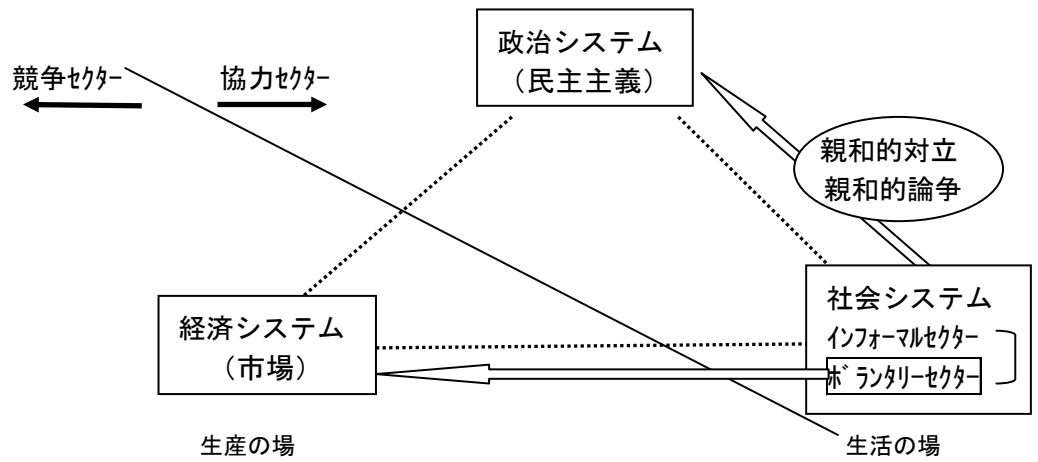 政治システム
（民主主義）
競争ｾｸﾀｰ
協力ｾｸﾀｰ
親和的対立
親和的論争
経済システム
（市場）
社会システム
ｲﾝﾌｫｰﾏﾙｾｸﾀｰ
ﾎﾞﾗﾝﾀﾘｰｾｸﾀｰ
生産の場
生活の場